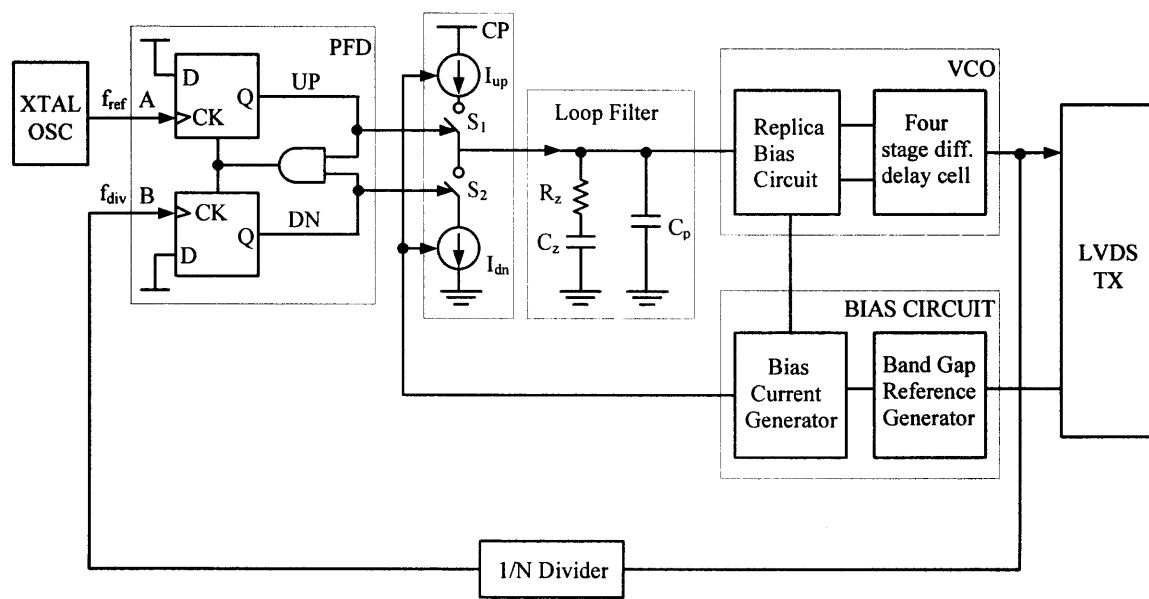 XTAL
OSC
f_ref
A
PFD
D
Q
CK
UP
f_div
B
CK
Q
DN
D
CP
I_up
S_1
S_2
I_dn
Loop Filter
R_z
C_z
C_p
VCO
Replica
Bias
Circuit
Four
stage diff.
delay cell
LVDS
TX
BIAS CIRCUIT
Bias
Current
Generator
Band Gap
Reference
Generator
1/N Divider